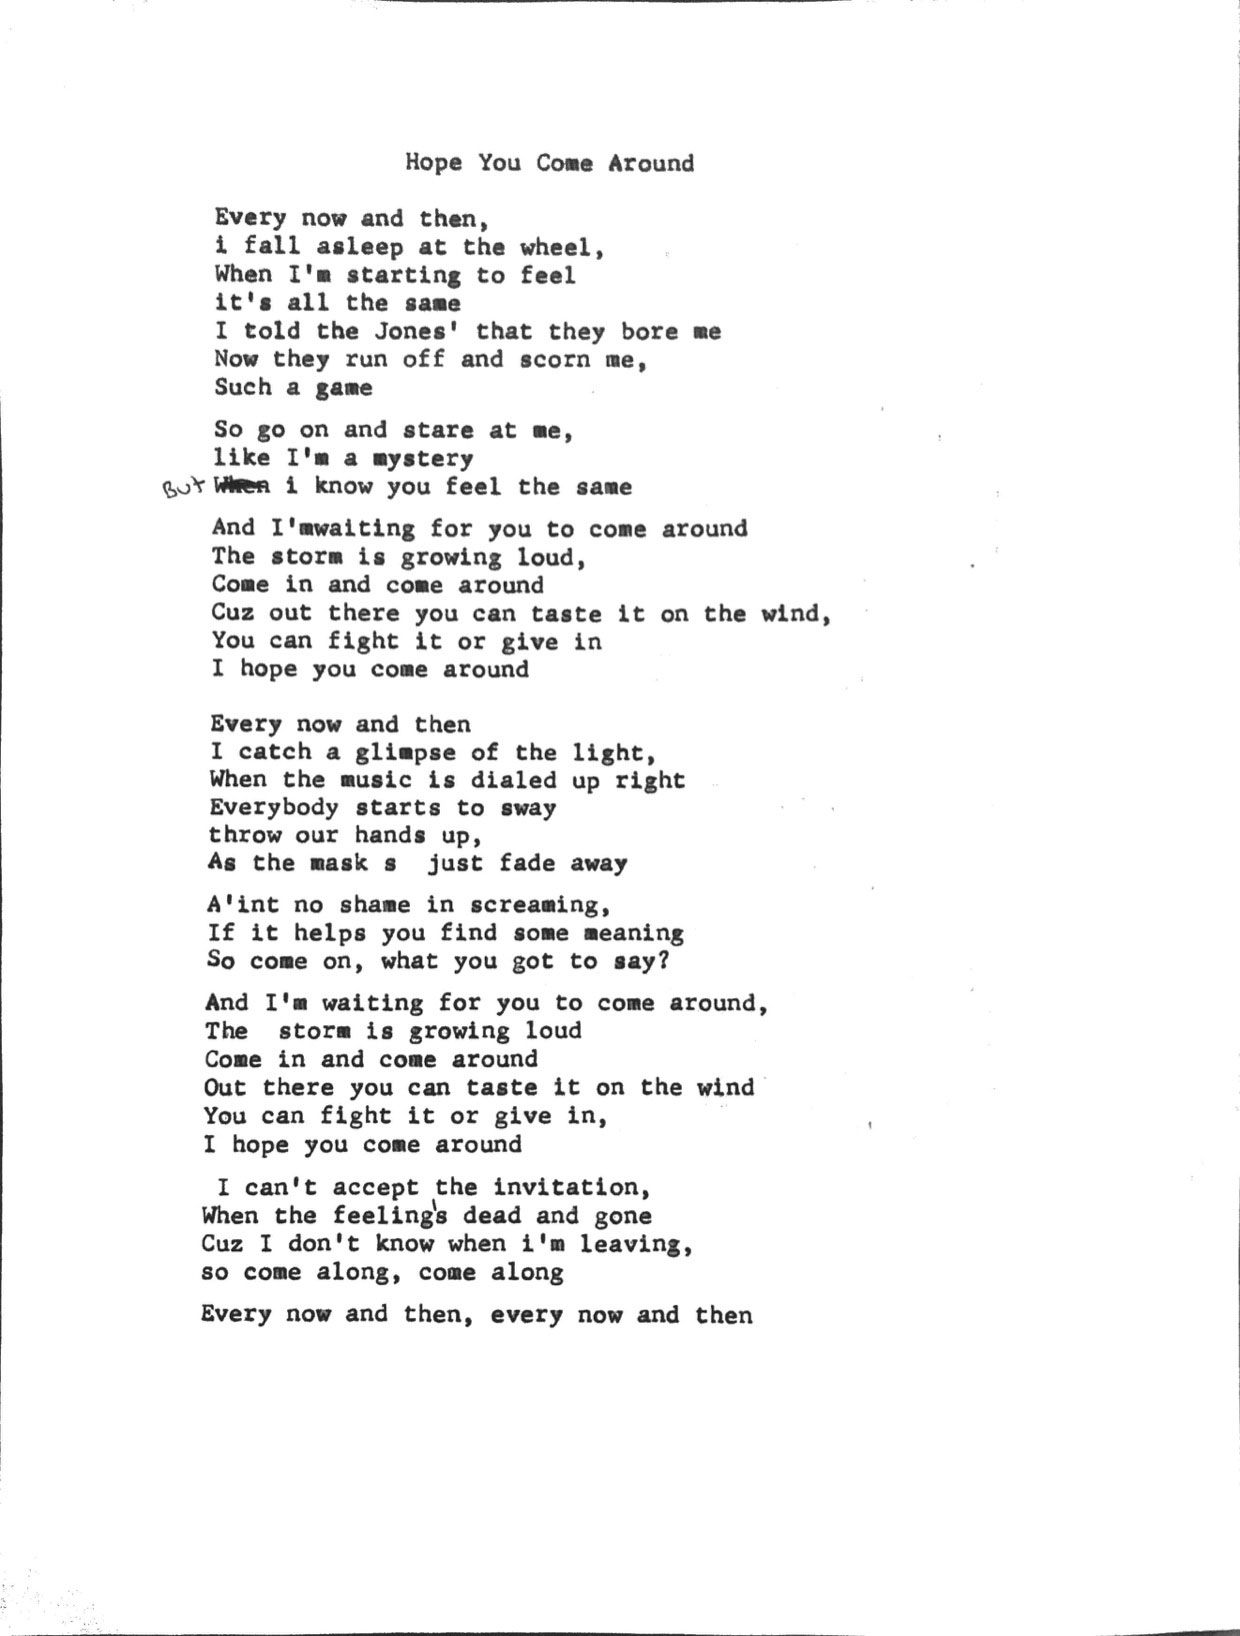 Hope You Come Around
Every now and then,
i fall asleep at the wheel,
When I'm starting to feel
it's all the same
I told the Jones' that they bore me
Now they run off and scorn me,
Such a game
So go on and stare at me,
like I'm a mystery
But When i know you feel the same
And I'mwaiting for you to come around
The storm is growing loud,
Come in and come around
Cuz out there you can taste it on the wind,
You can fight it or give in
I hope you come around
Every now and then
I catch a glimpse of the light,
When the music is dialed up right
Everybody starts to sway
throw our hands up,
As the mask s  just fade away
A'int no shame in screaming,
If it helps you find some meaning
So come on, what you got to say?
And I'm waiting for you to come around,
The  storm is growing loud
Come in and come around
Out there you can taste it on the wind
You can fight it or give in,
I hope you come around
I can't accept the invitation,
When the feeling's dead and gone
Cuz I don't know when i'm leaving,
so come along, come along
Every now and then, every now and then